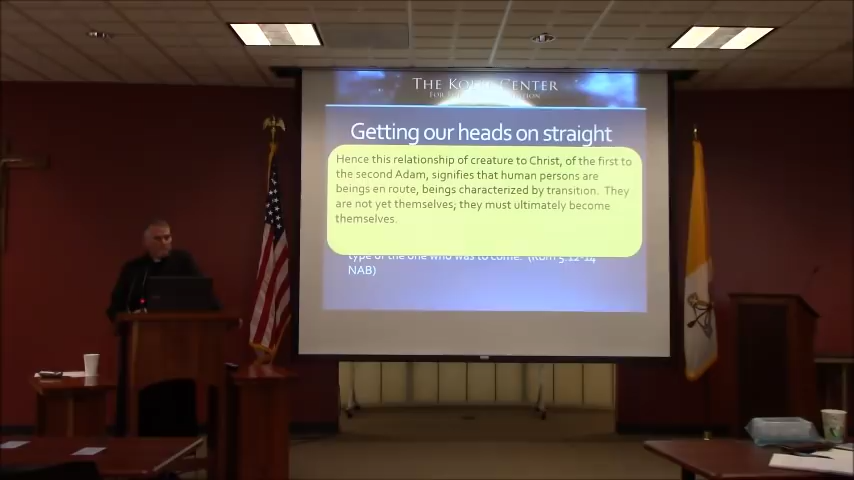 THE KOLBE CENTER
Getting our heads on straight
Hence this relationship of creature to Christ, of the first to
the second Adam, signifies that human persons are
beings en route, beings characterized by transition. They
are not yet themselves; they must ultimately become
themselves.
type of the one who was to come. (Rom 5:12-14
NAB)